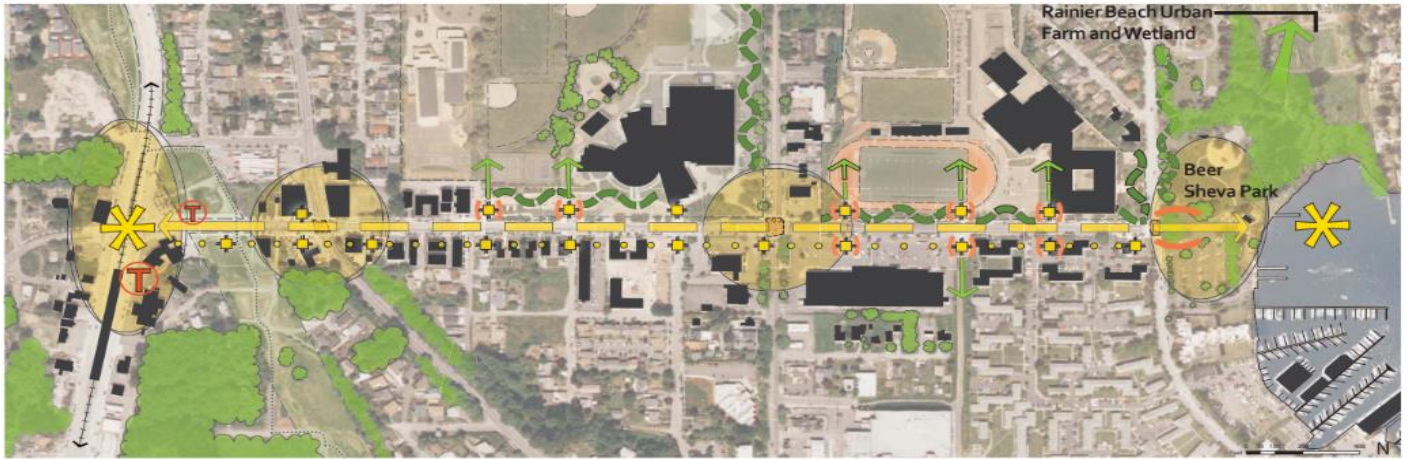 Rainier Beach Urban
Farm and Wetland
Beer
Sheva Park
T
T
N